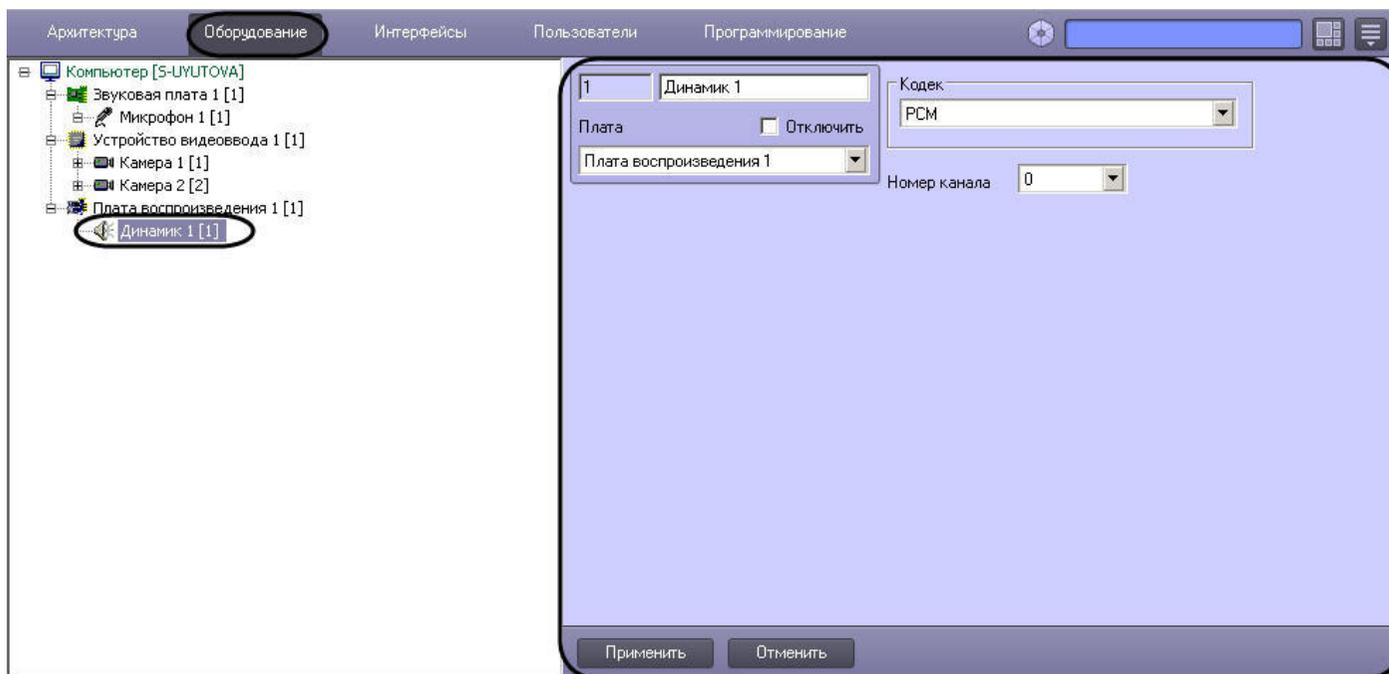 Архитектура Оборудование Интерфейсы Пользователи Программирование
Компьютер [S-UYUTOVA]
Звуковая плата 1 [1]
Микрофон 1 [1]
Устройство видеоввода 1 [1]
Камера 1 [1]
Камера 2 [2]
Плата воспроизведения 1 [1]
Динамик 1 [1]
1 Динамик 1
Плата Отключить
Плата воспроизведения 1
Кодек
PCM
Номер канала 0
Применить Отменить